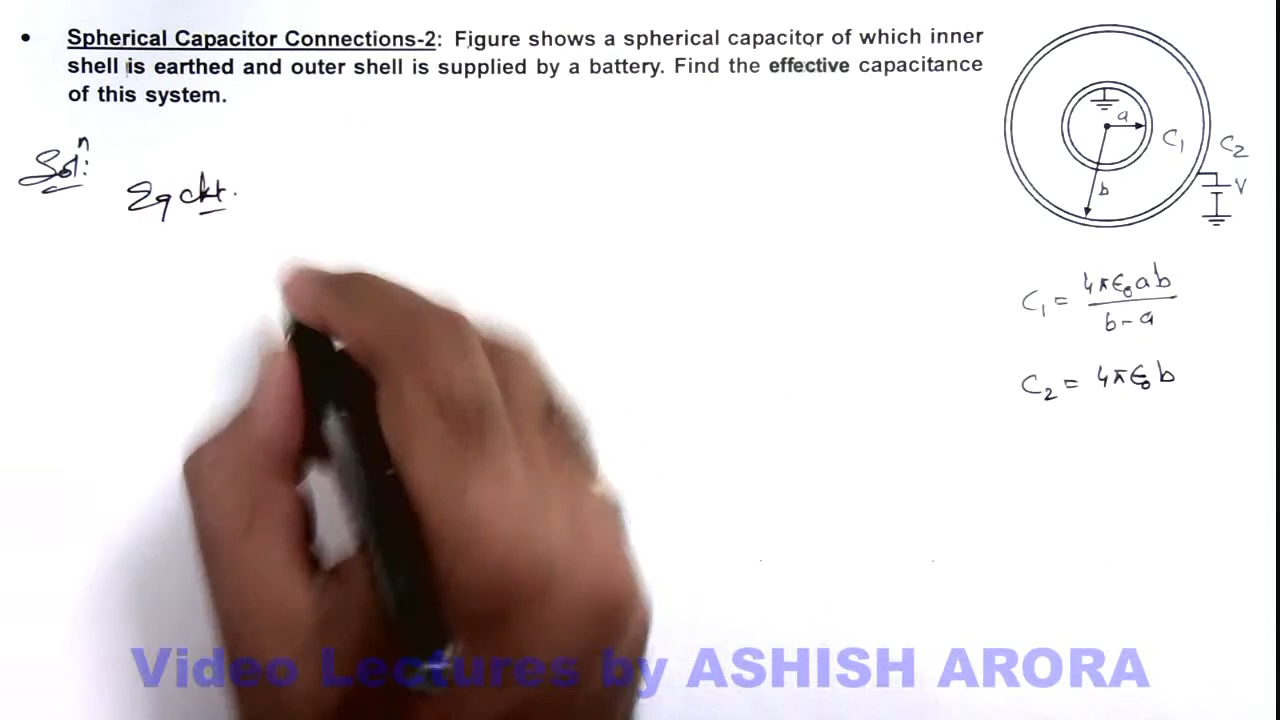 • Spherical Capacitor Connections-2: Figure shows a spherical capacitor of which inner
shell is earthed and outer shell is supplied by a battery. Find the effective capacitance
of this system.
Solⁿ:
Eq ckt.
a
b
C₁
C₂
V
C₁ = 4πε₀ab / b-a
C₂ = 4πε₀b
Video Lectures by ASHISH ARORA